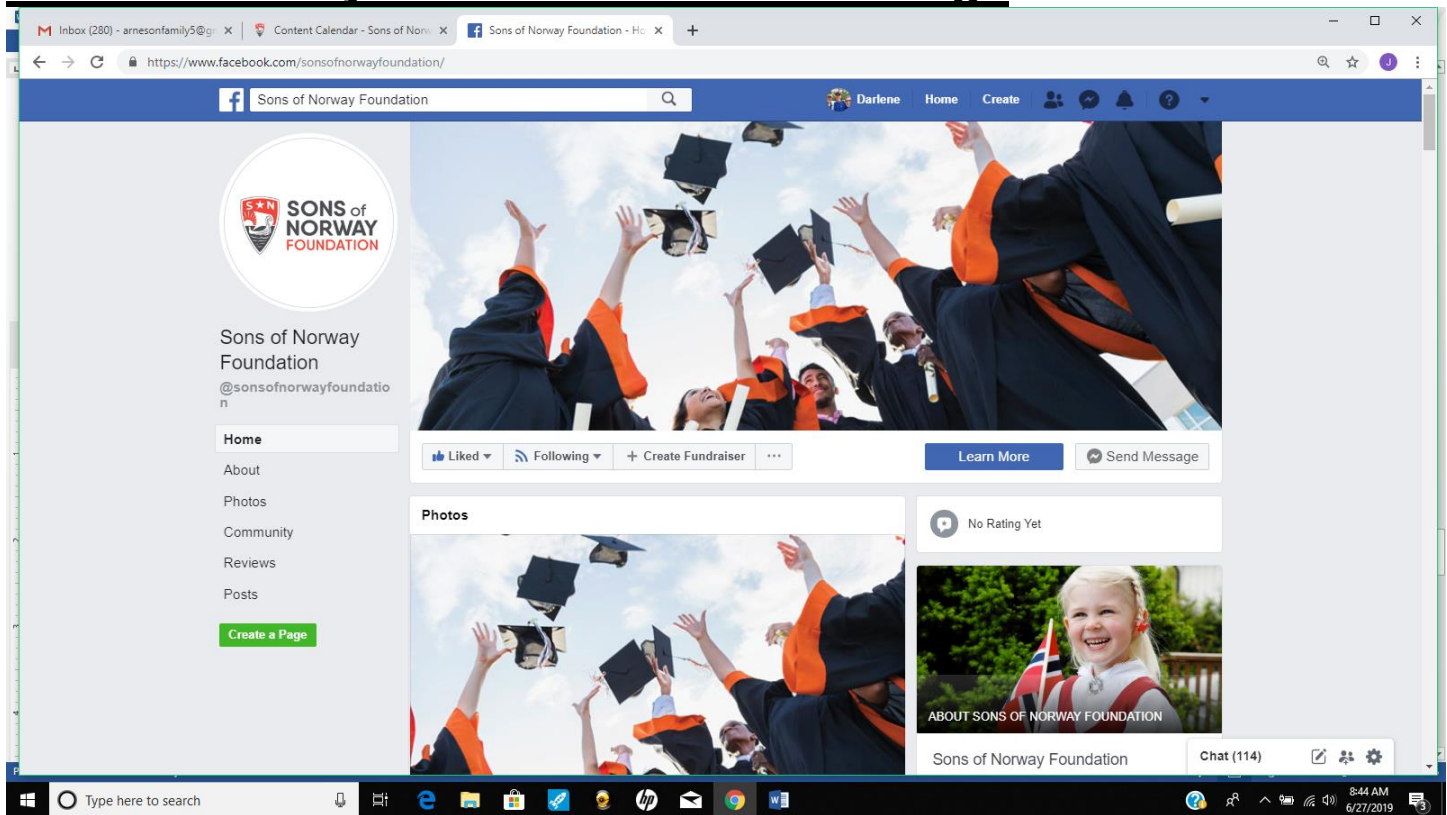 Inbox (280) - arnesonfamily5@g
Content Calendar - Sons of Norw
Sons of Norway Foundation - Ho
https://www.facebook.com/sonsofnorwayfoundation/
J
Sons of Norway Foundation
Darlene
Home
Create
S N
SONS of
NORWAY
FOUNDATION
Sons of Norway
Foundation
@sonsofnorwayfoundatio
n
Home
About
Photos
Community
Reviews
Posts
Create a Page
Liked
Following
+ Create Fundraiser
...
Learn More
Send Message
Photos
No Rating Yet
ABOUT SONS OF NORWAY FOUNDATION
Sons of Norway Foundation
Chat (114)
Type here to search
hp
8:44 AM
6/27/2019
3